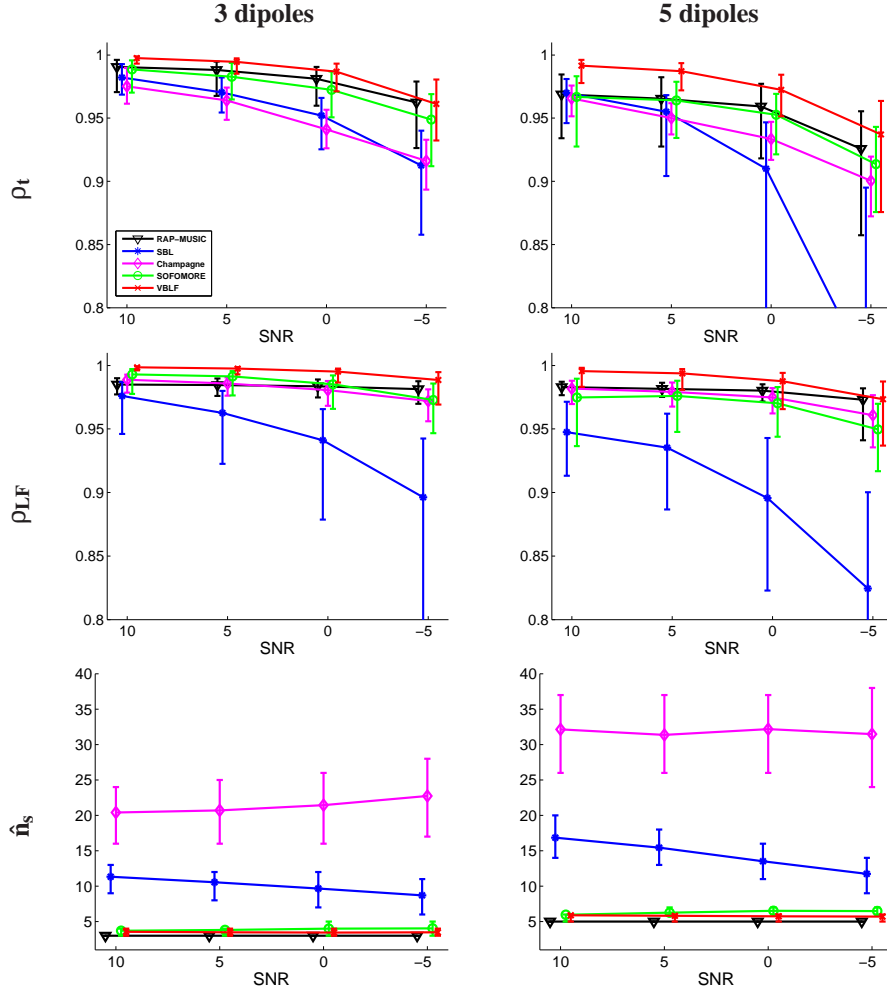 3 dipoles 5 dipoles
1 1
0.95 0.95
0.9 0.9
0.85 0.85
0.8 0.8
ρt
RAP−MUSIC
SBL
Champagne
SOFOMORE
VBLF
10 5 0 −5 10 5 0 −5
SNR SNR
1 1
0.95 0.95
0.9 0.9
0.85 0.85
0.8 0.8
ρLF
10 5 0 −5 10 5 0 −5
SNR SNR
40 40
35 35
30 30
25 25
20 20
15 15
10 10
5 5
n̂s
10 5 0 −5 10 5 0 −5
SNR SNR